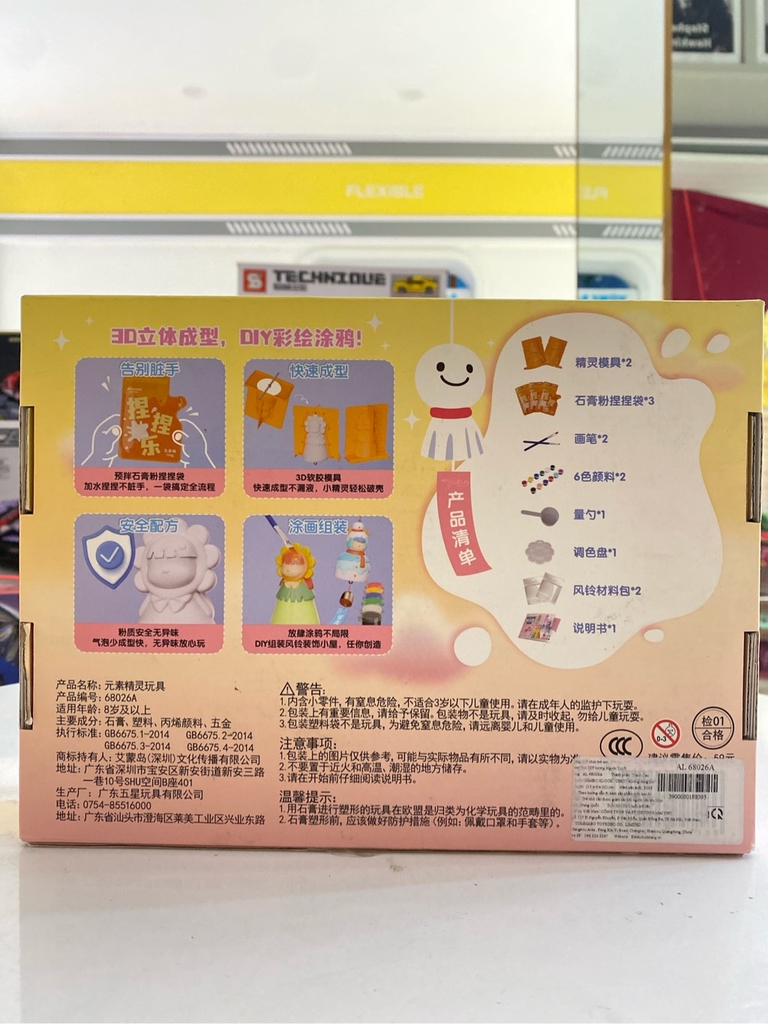 FLEXIBLE
TECHNIQUE
3D立体成型，DIY彩绘涂鸦!
告别脏手
捏捏乐
预拌石膏粉捏捏袋
加水捏捏不脏手，一袋搞定全流程
快速成型
3D软胶模具
快速成型不漏液，小精灵轻松破壳
安全配方
粉质安全无异味
气泡少成型快，无异味放心玩
涂画组装
放肆涂鸦不局限
DIY组装风铃装饰小屋，任你创造
产品清单
精灵模具*2
石膏粉捏捏袋*3
画笔*2
6色颜料*2
量勺*1
调色盘*1
风铃材料包*2
说明书*1
产品名称：元素精灵玩具
产品编号：68026A
适用年龄：8岁及以上
主要成分：石膏、塑料、丙烯颜料、五金
执行标准：GB6675.1-2014 GB6675.2-2014
GB6675.3-2014 GB6675.4-2014
商标持有人：艾蒙岛(深圳)文化传播有限公司
地址：广东省深圳市宝安区新安街道新安三路
一巷10号SHU空间B座401
生产厂：广东五星玩具有限公司
电话：0754-85516000
地址：广东省汕头市澄海区莱美工业区兴业东路
警告：
1.内含小零件，有窒息危险，不适合3岁以下儿童使用。请在成年人的监护下玩耍。
2.包装上有重要信息，请给予保留，包装物不是玩具，请及时收起，勿给儿童玩耍。
3.包装塑料袋不是玩具，为避免窒息危险，请远离婴儿和儿童使用。
注意事项：
1.包装上的图片仅供参考，可能与实际物品有所不同，请以实物为准
2.不要置于近火和高温、潮湿的地方储存。
3.请在开始前仔细阅读说明书。
温馨提示：
1.用石膏进行塑形的玩具在欧盟是归类为化学玩具的范畴里的。
2.石膏塑形前，应该做好防护措施（例如：佩戴口罩和手套等）。
CCC
0-3
检01
合格
建议零售价：59元
AL 68026A